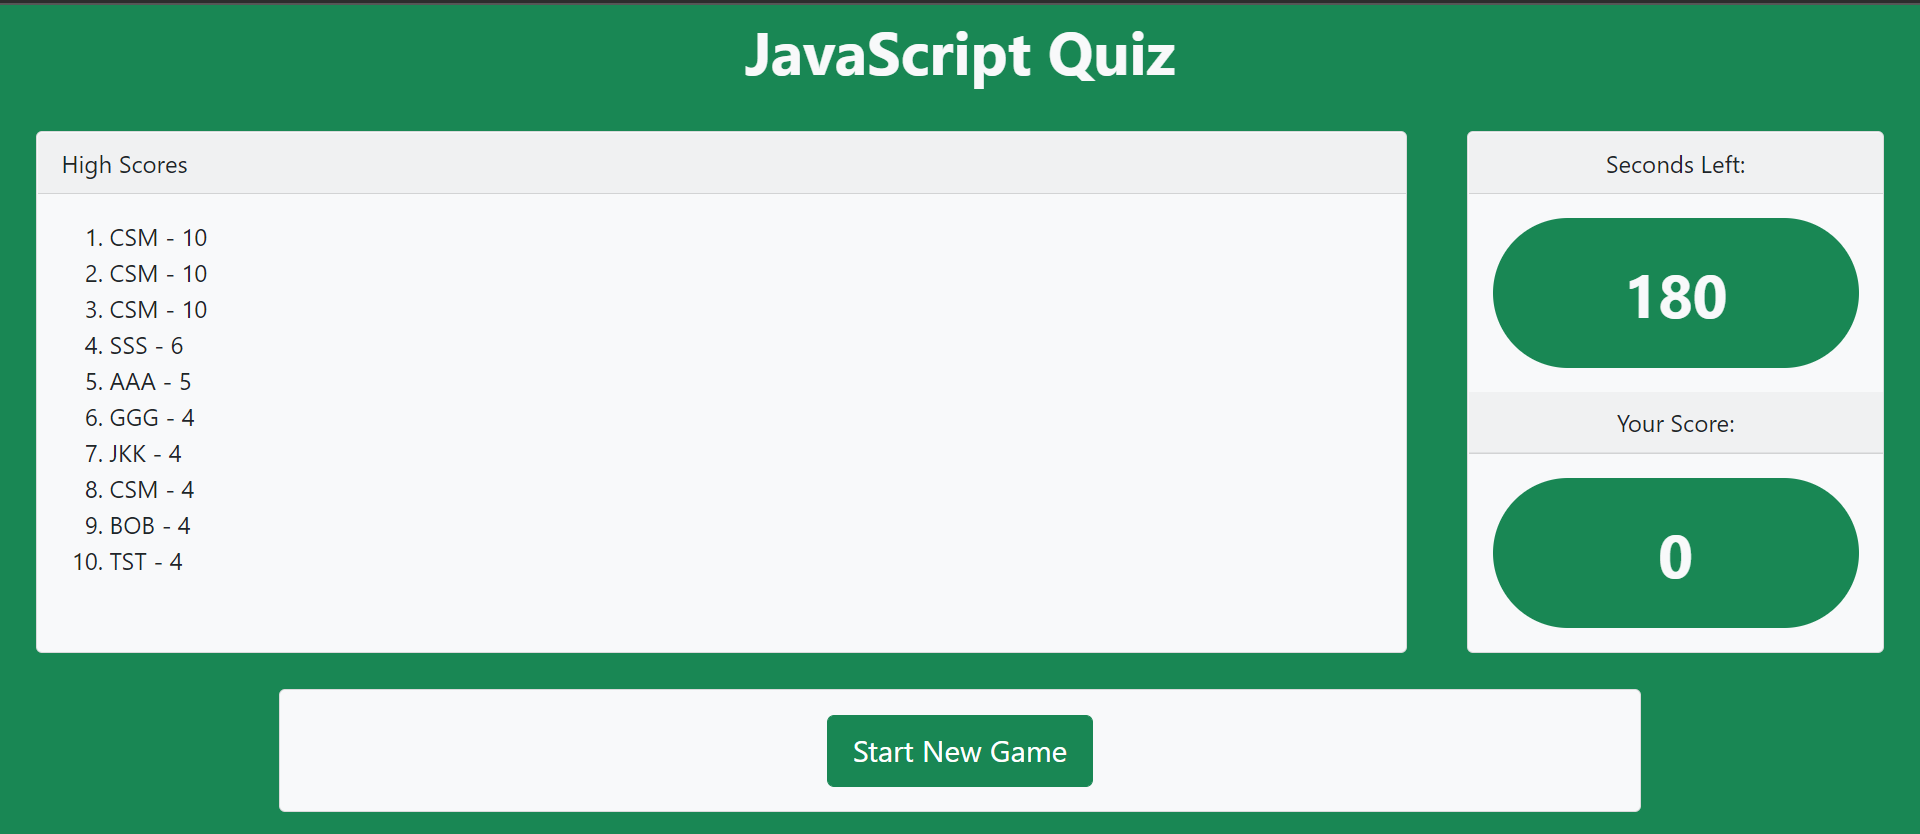 JavaScript Quiz
High Scores
1. CSM - 10
2. CSM - 10
3. CSM - 10
4. SSS - 6
5. AAA - 5
6. GGG - 4
7. JKK - 4
8. CSM - 4
9. BOB - 4
10. TST - 4
Seconds Left:
180
Your Score:
0
Start New Game